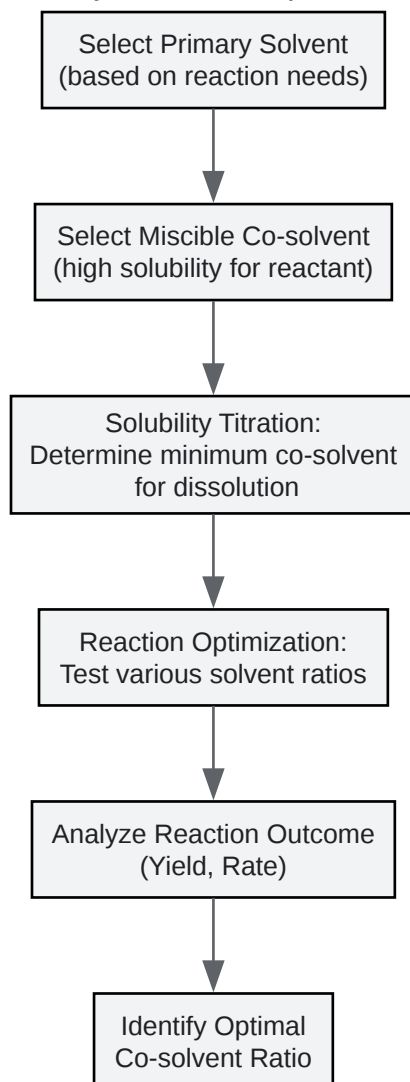 Select Primary Solvent
(based on reaction needs)
Select Miscible Co-solvent
(high solubility for reactant)
Solubility Titration:
Determine minimum co-solvent
for dissolution
Reaction Optimization:
Test various solvent ratios
Analyze Reaction Outcome
(Yield, Rate)
Identify Optimal
Co-solvent Ratio